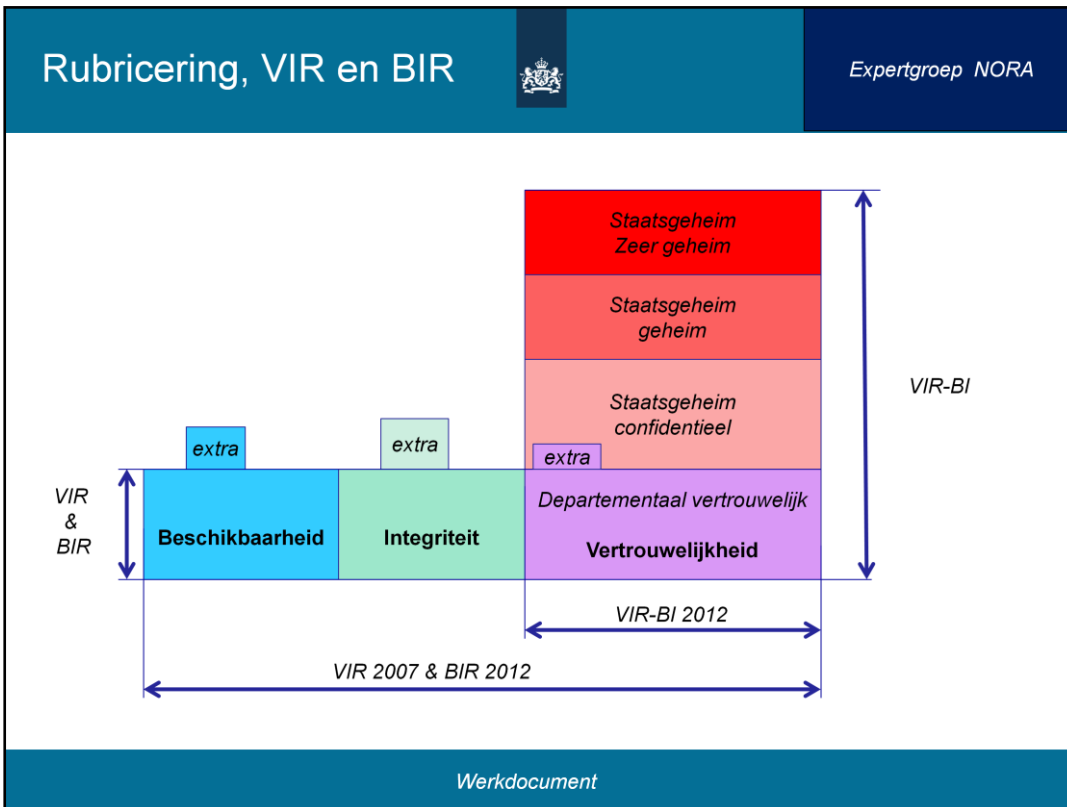 Rubricering, VIR en BIR
Expertgroep NORA
Staatsgeheim
Zeer geheim
Staatsgeheim
geheim
Staatsgeheim
confidentieel
VIR-BI
extra
extra
extra
VIR
&
BIR
Beschikbaarheid
Integriteit
Departementaal vertrouwelijk
Vertrouwelijkheid
VIR-BI 2012
VIR 2007 & BIR 2012
Werkdocument